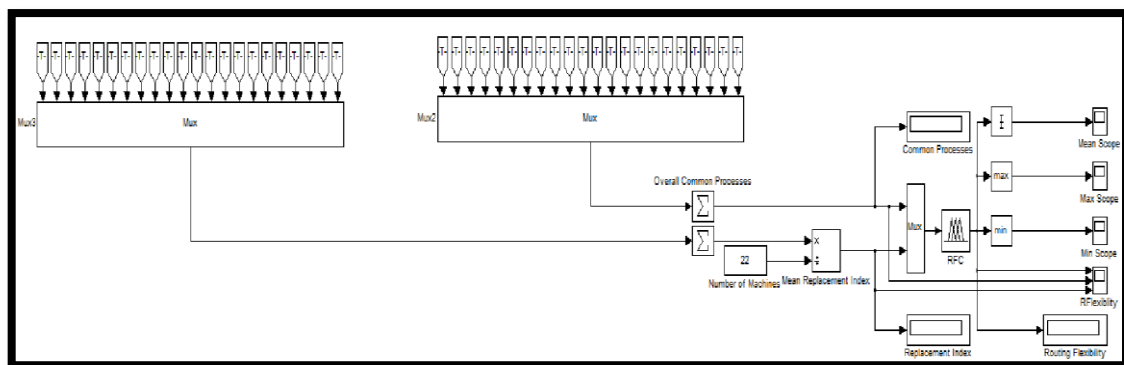 -T- -T- -T- -T- -T- -T- -T- -T- -T- -T- -T- -T- -T- -T- -T- -T- -T- -T- -T- -T- -T- -T-
-T- -T- -T- -T- -T- -T- -T- -T- -T- -T- -T- -T- -T- -T- -T- -T- -T- -T- -T- -T- -T- -T-
Mux3
Mux
Mux2
Mux
Common Processes
Mean Scope
Overall Common Processes
Σ
max
Max Scope
Mux
Σ
X
÷
22
Number of Machines
Mean Replacement Index
RFC
min
Min Scope
RFlexiblity
Replacement Index
Routing Flexibility